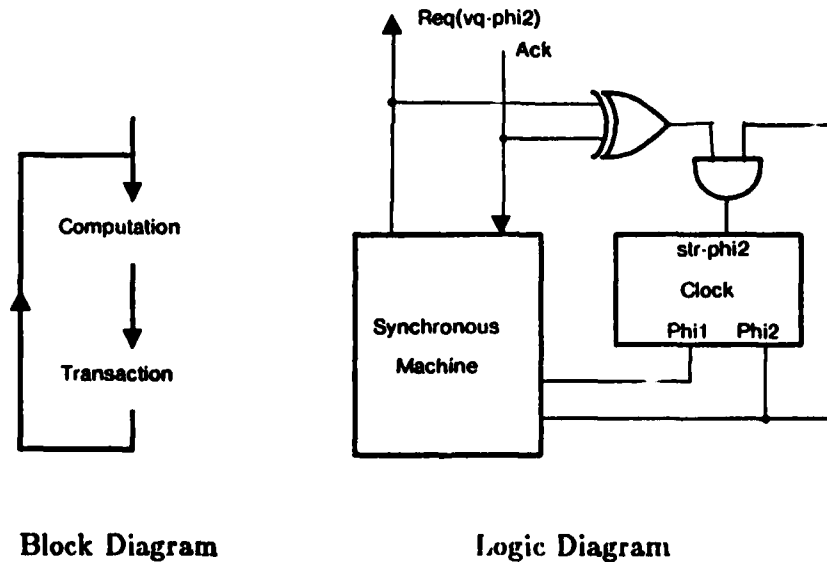 Req(vq-phi2)
Ack
Computation
Transaction
str-phi2
Clock
Phi1 Phi2
Synchronous
Machine
Block Diagram
Logic Diagram